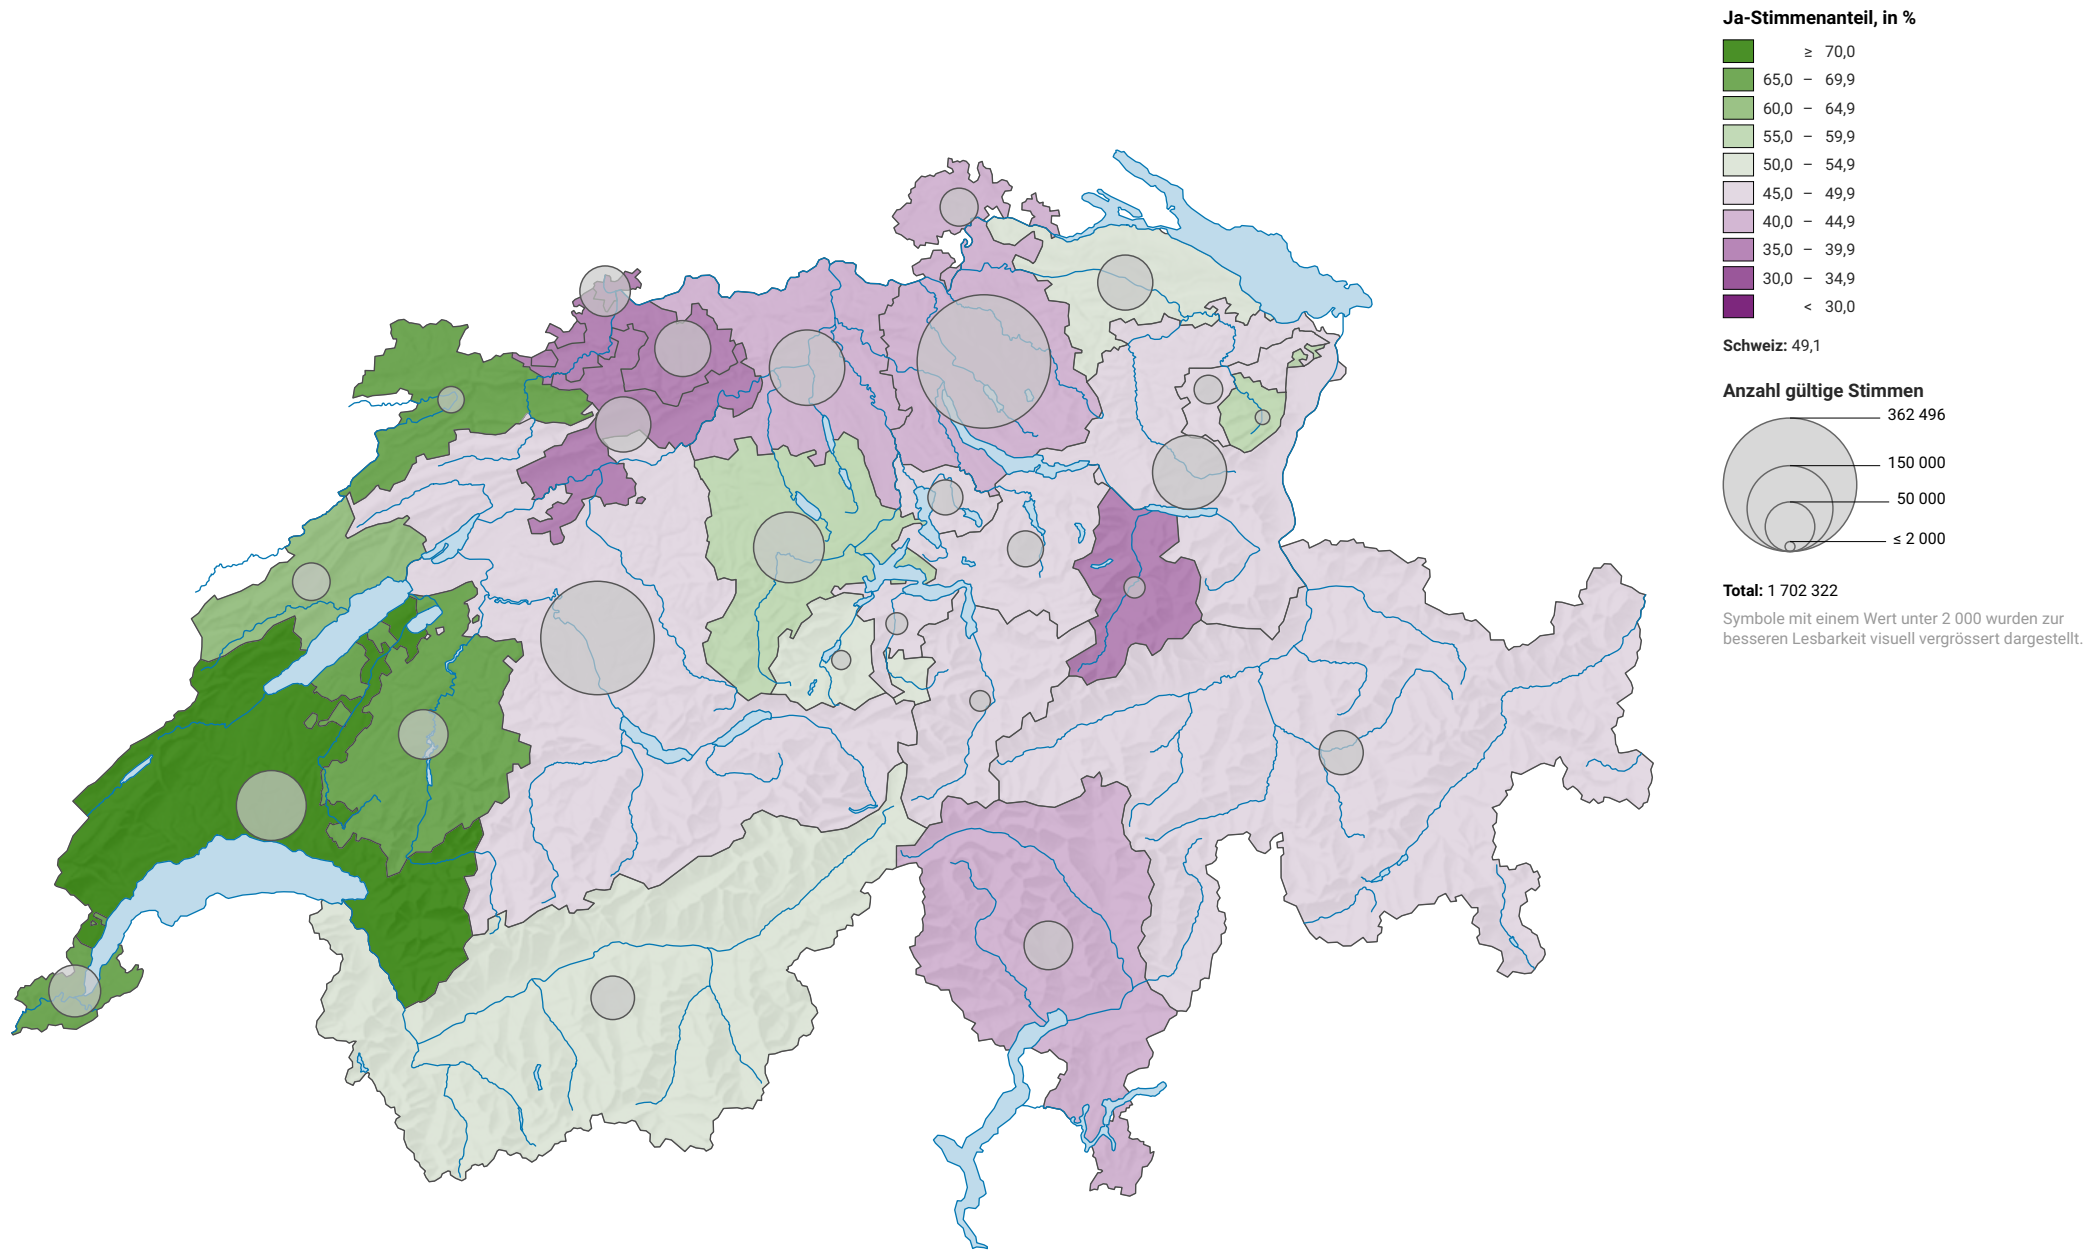 Ja-Stimmenanteil, in %
≥ 70,0
65,0 – 69,9
60,0 – 64,9
55,0 – 59,9
50,0 – 54,9
45,0 – 49,9
40,0 – 44,9
35,0 – 39,9
30,0 – 34,9
< 30,0
Schweiz: 49,1
Anzahl gültige Stimmen
362 496
150 000
50 000
≤ 2 000
Total: 1 702 322
Symbole mit einem Wert unter 2 000 wurden zur
besseren Lesbarkeit visuell vergrössert dargestellt.